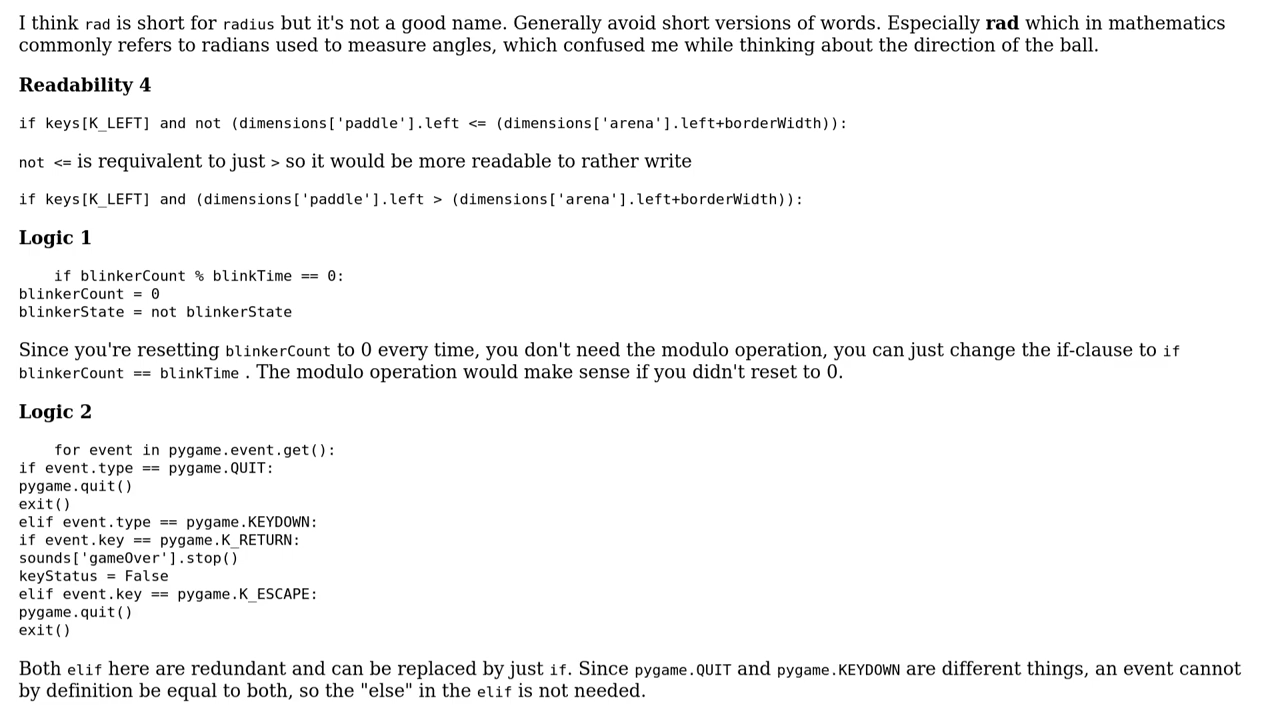 I think rad is short for radius but it's not a good name. Generally avoid short versions of words. Especially rad which in mathematics
commonly refers to radians used to measure angles, which confused me while thinking about the direction of the ball.
Readability 4
if keys[K_LEFT] and not (dimensions['paddle'].left <= (dimensions['arena'].left+borderWidth)):
not <= is requivalent to just > so it would be more readable to rather write
if keys[K_LEFT] and (dimensions['paddle'].left > (dimensions['arena'].left+borderWidth)):
Logic 1
    if blinkerCount % blinkTime == 0:
blinkerCount = 0
blinkerState = not blinkerState
Since you're resetting blinkerCount to 0 every time, you don't need the modulo operation, you can just change the if-clause to if
blinkerCount == blinkTime . The modulo operation would make sense if you didn't reset to 0.
Logic 2
    for event in pygame.event.get():
if event.type == pygame.QUIT:
pygame.quit()
exit()
elif event.type == pygame.KEYDOWN:
if event.key == pygame.K_RETURN:
sounds['gameOver'].stop()
keyStatus = False
elif event.key == pygame.K_ESCAPE:
pygame.quit()
exit()
Both elif here are redundant and can be replaced by just if. Since pygame.QUIT and pygame.KEYDOWN are different things, an event cannot
by definition be equal to both, so the "else" in the elif is not needed.